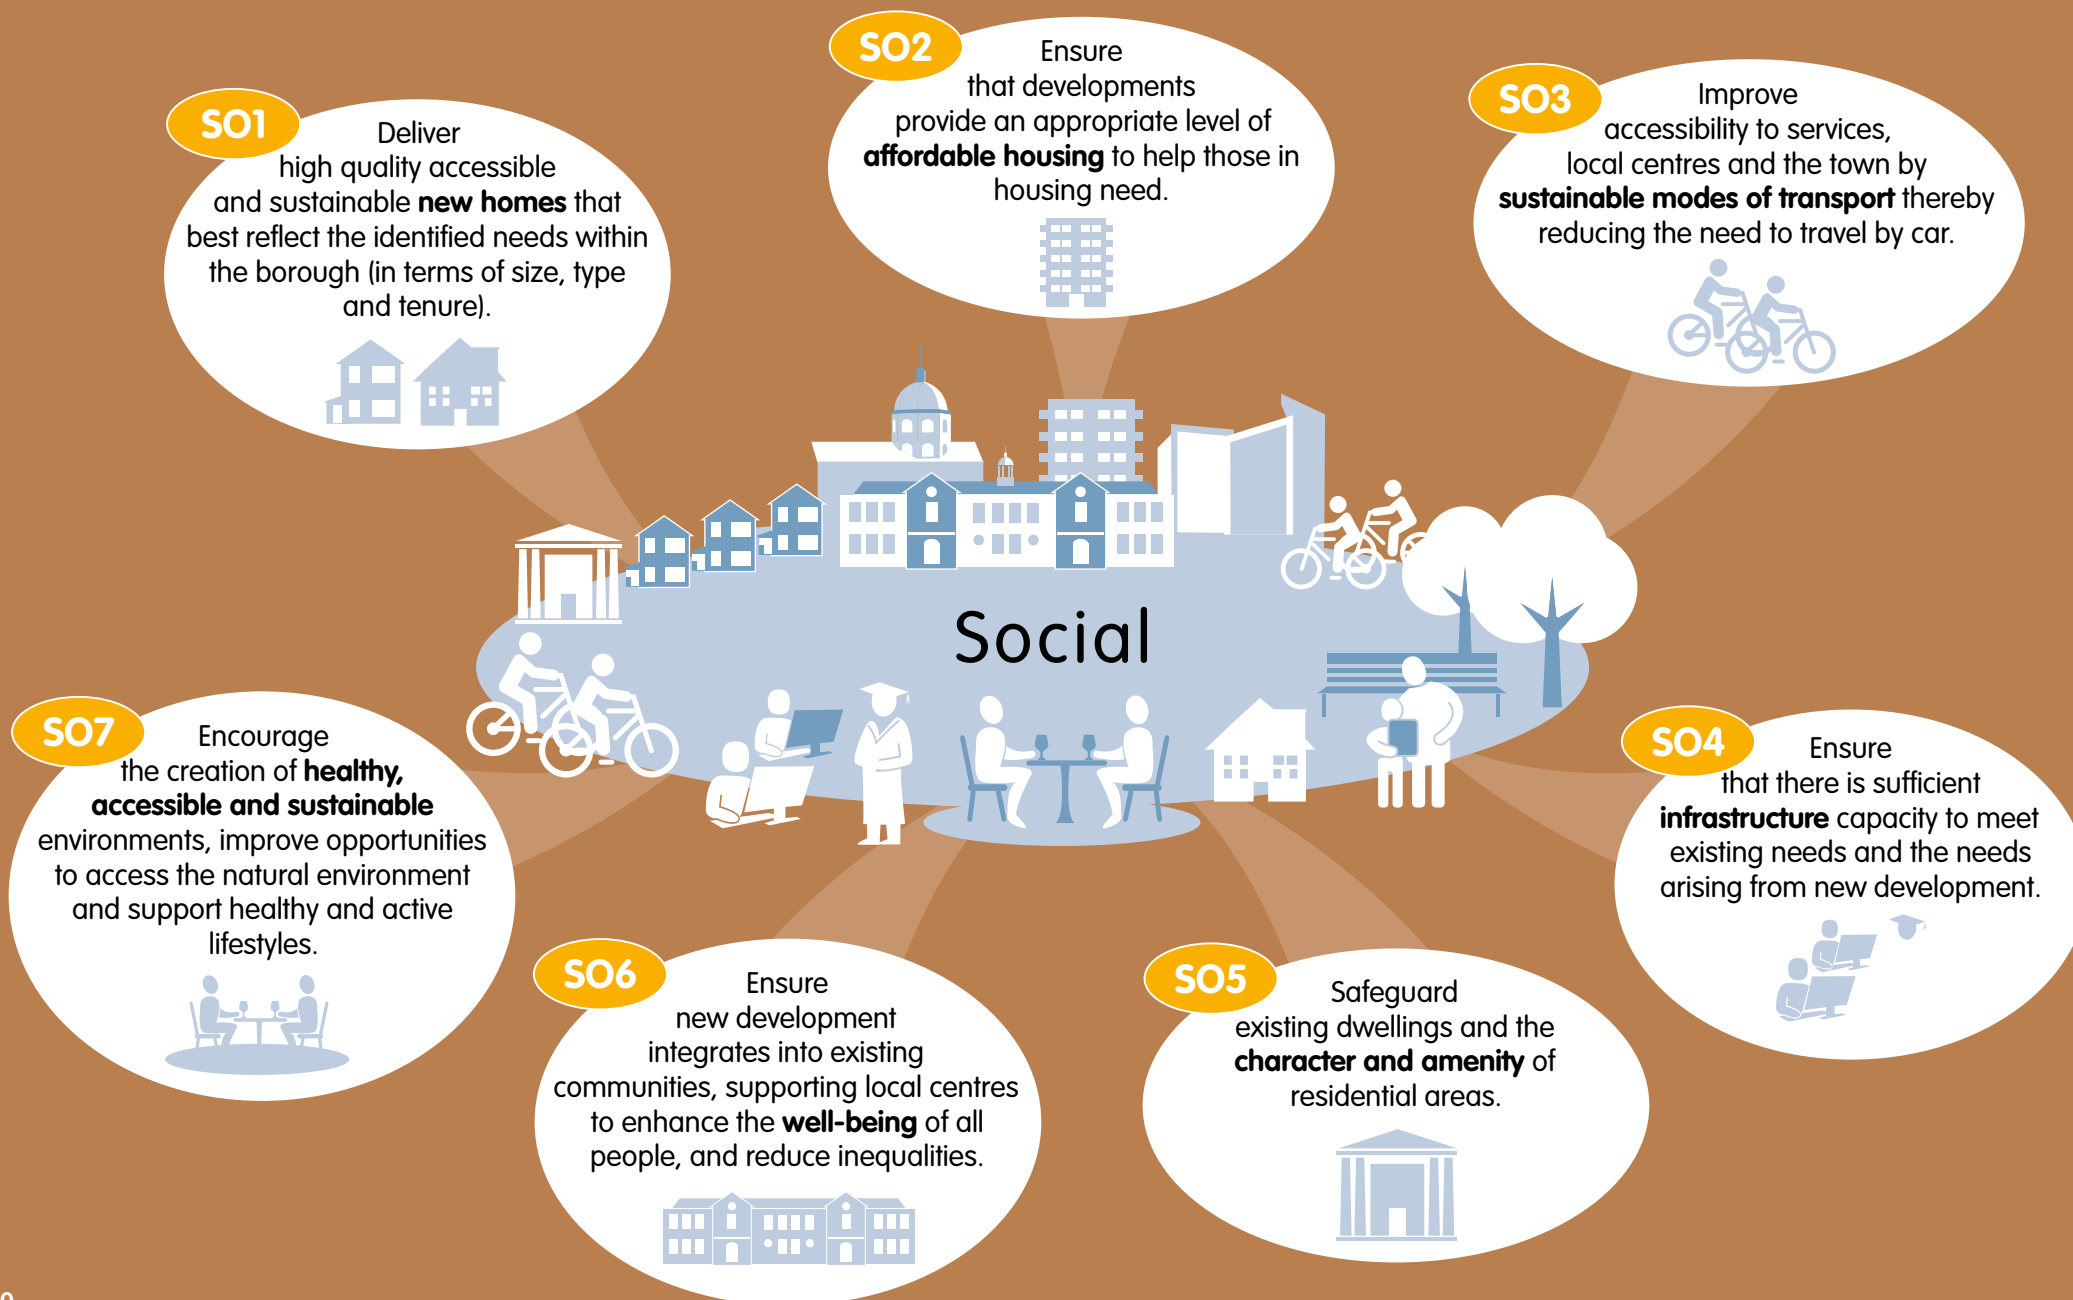 SO1
Deliver
high quality accessible
and sustainable new homes that
best reflect the identified needs within
the borough (in terms of size, type
and tenure).
SO2
Ensure
that developments
provide an appropriate level of
affordable housing to help those in
housing need.
SO3
Improve
accessibility to services,
local centres and the town by
sustainable modes of transport thereby
reducing the need to travel by car.
Social
SO7
Encourage
the creation of healthy,
accessible and sustainable
environments, improve opportunities
to access the natural environment
and support healthy and active
lifestyles.
SO4
Ensure
that there is sufficient
infrastructure capacity to meet
existing needs and the needs
arising from new development.
SO6
Ensure
new development
integrates into existing
communities, supporting local centres
to enhance the well-being of all
people, and reduce inequalities.
SO5
Safeguard
existing dwellings and the
character and amenity of
residential areas.